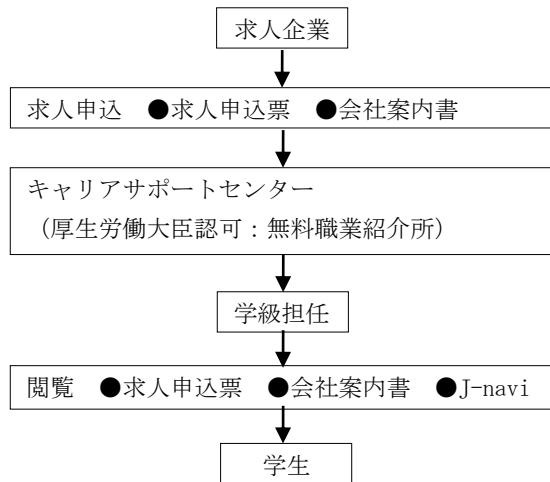 求人企業
求人申込　●求人申込票　●会社案内書
キャリアサポートセンター
（厚生労働大臣認可：無料職業紹介所）
学級担任
閲覧　●求人申込票　●会社案内書　●J-navi
学生